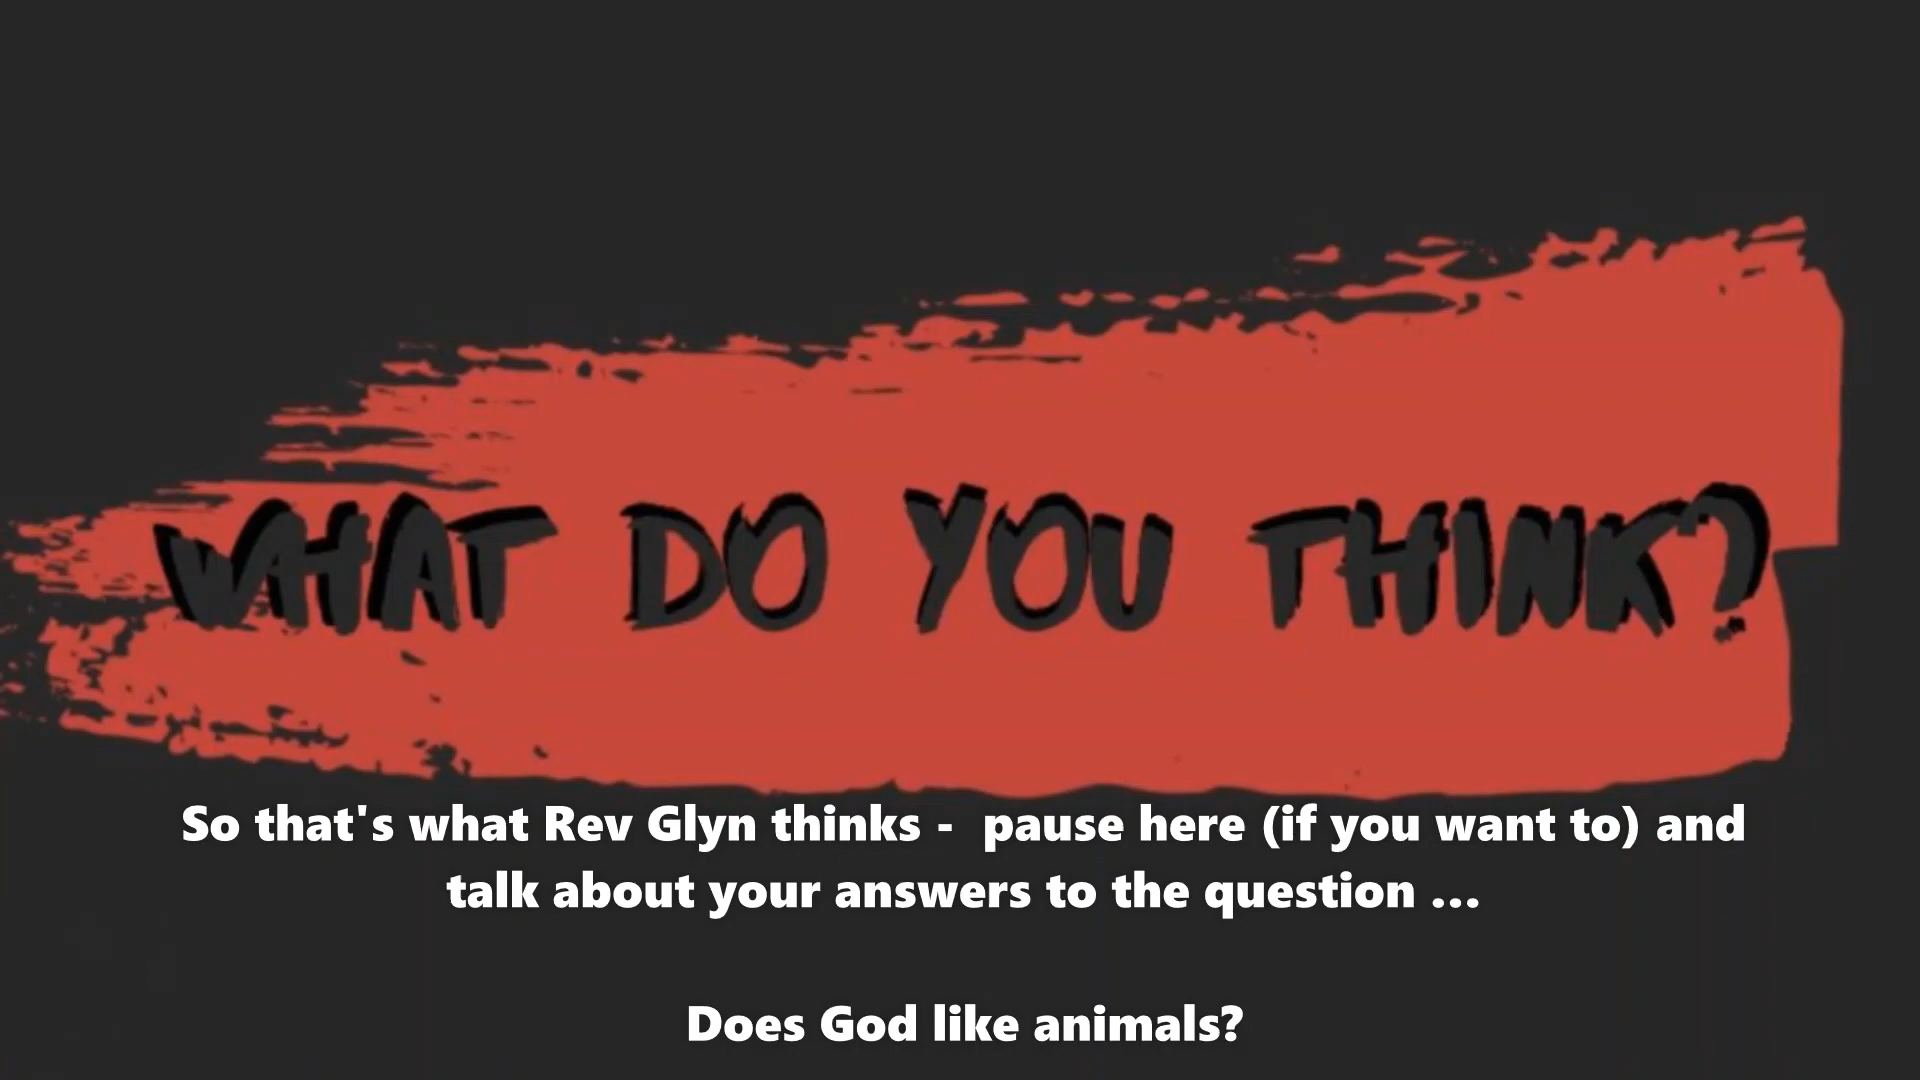 WHAT DO YOU THINK?
So that's what Rev Glyn thinks -  pause here (if you want to) and
talk about your answers to the question ...
Does God like animals?